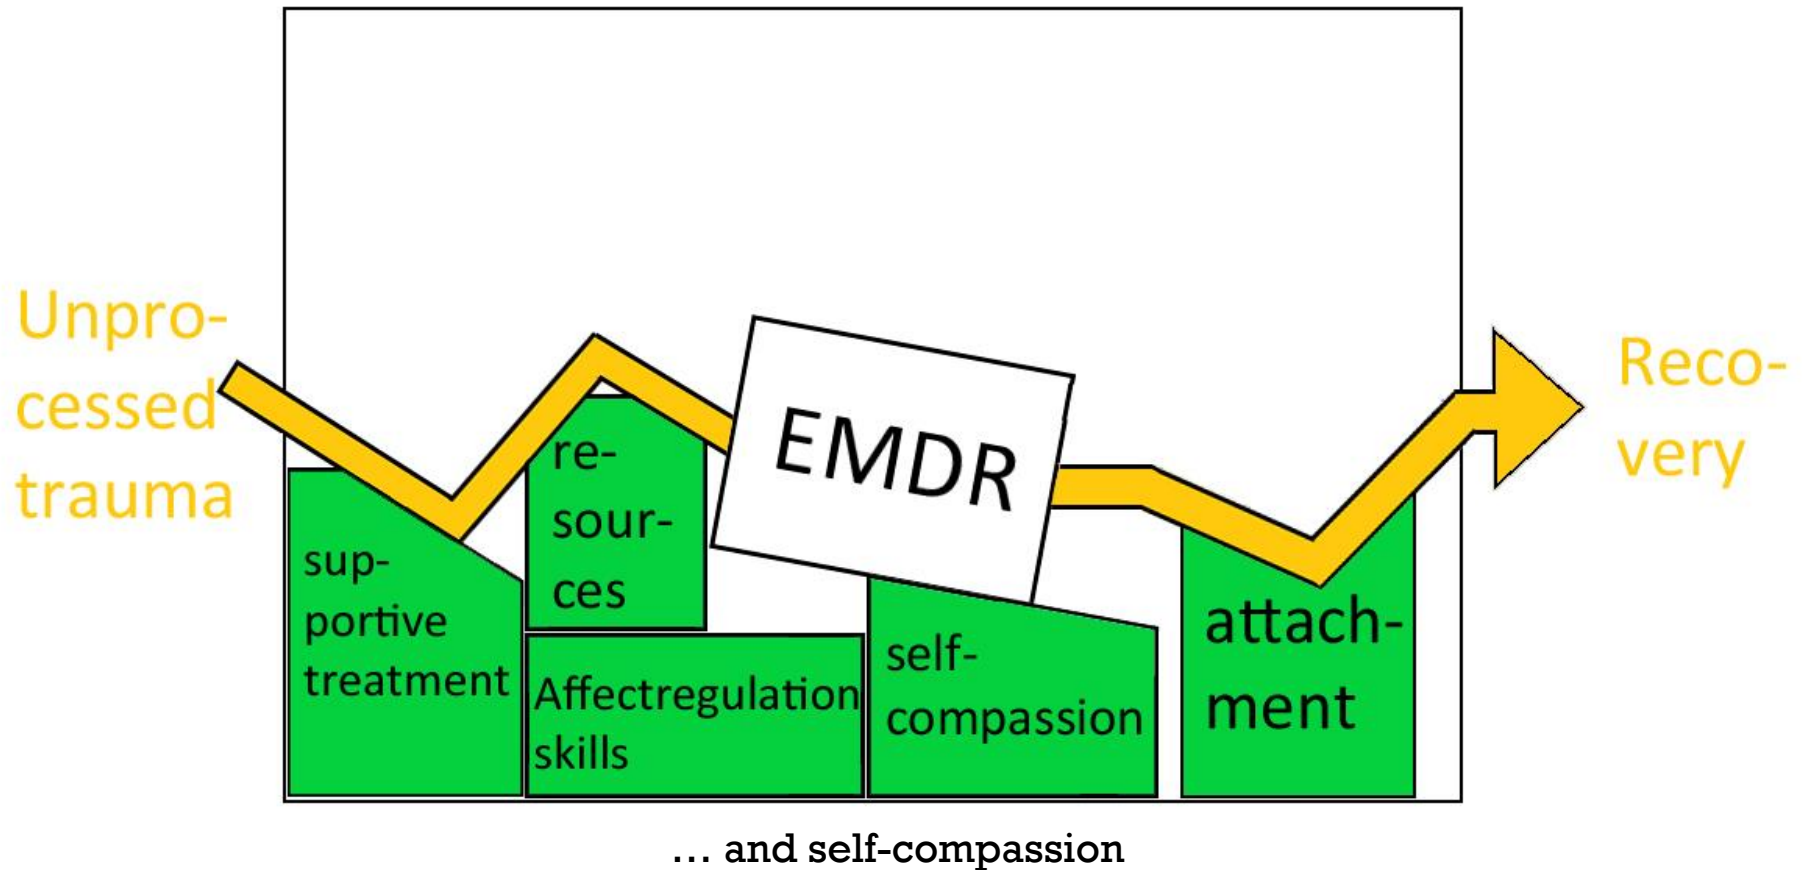 Unpro-
cessed
trauma
sup-
portive
treatment
re-
sour-
ces
Affectregulation
skills
EMDR
self-
compassion
attach-
ment
Reco-
very
... and self-compassion